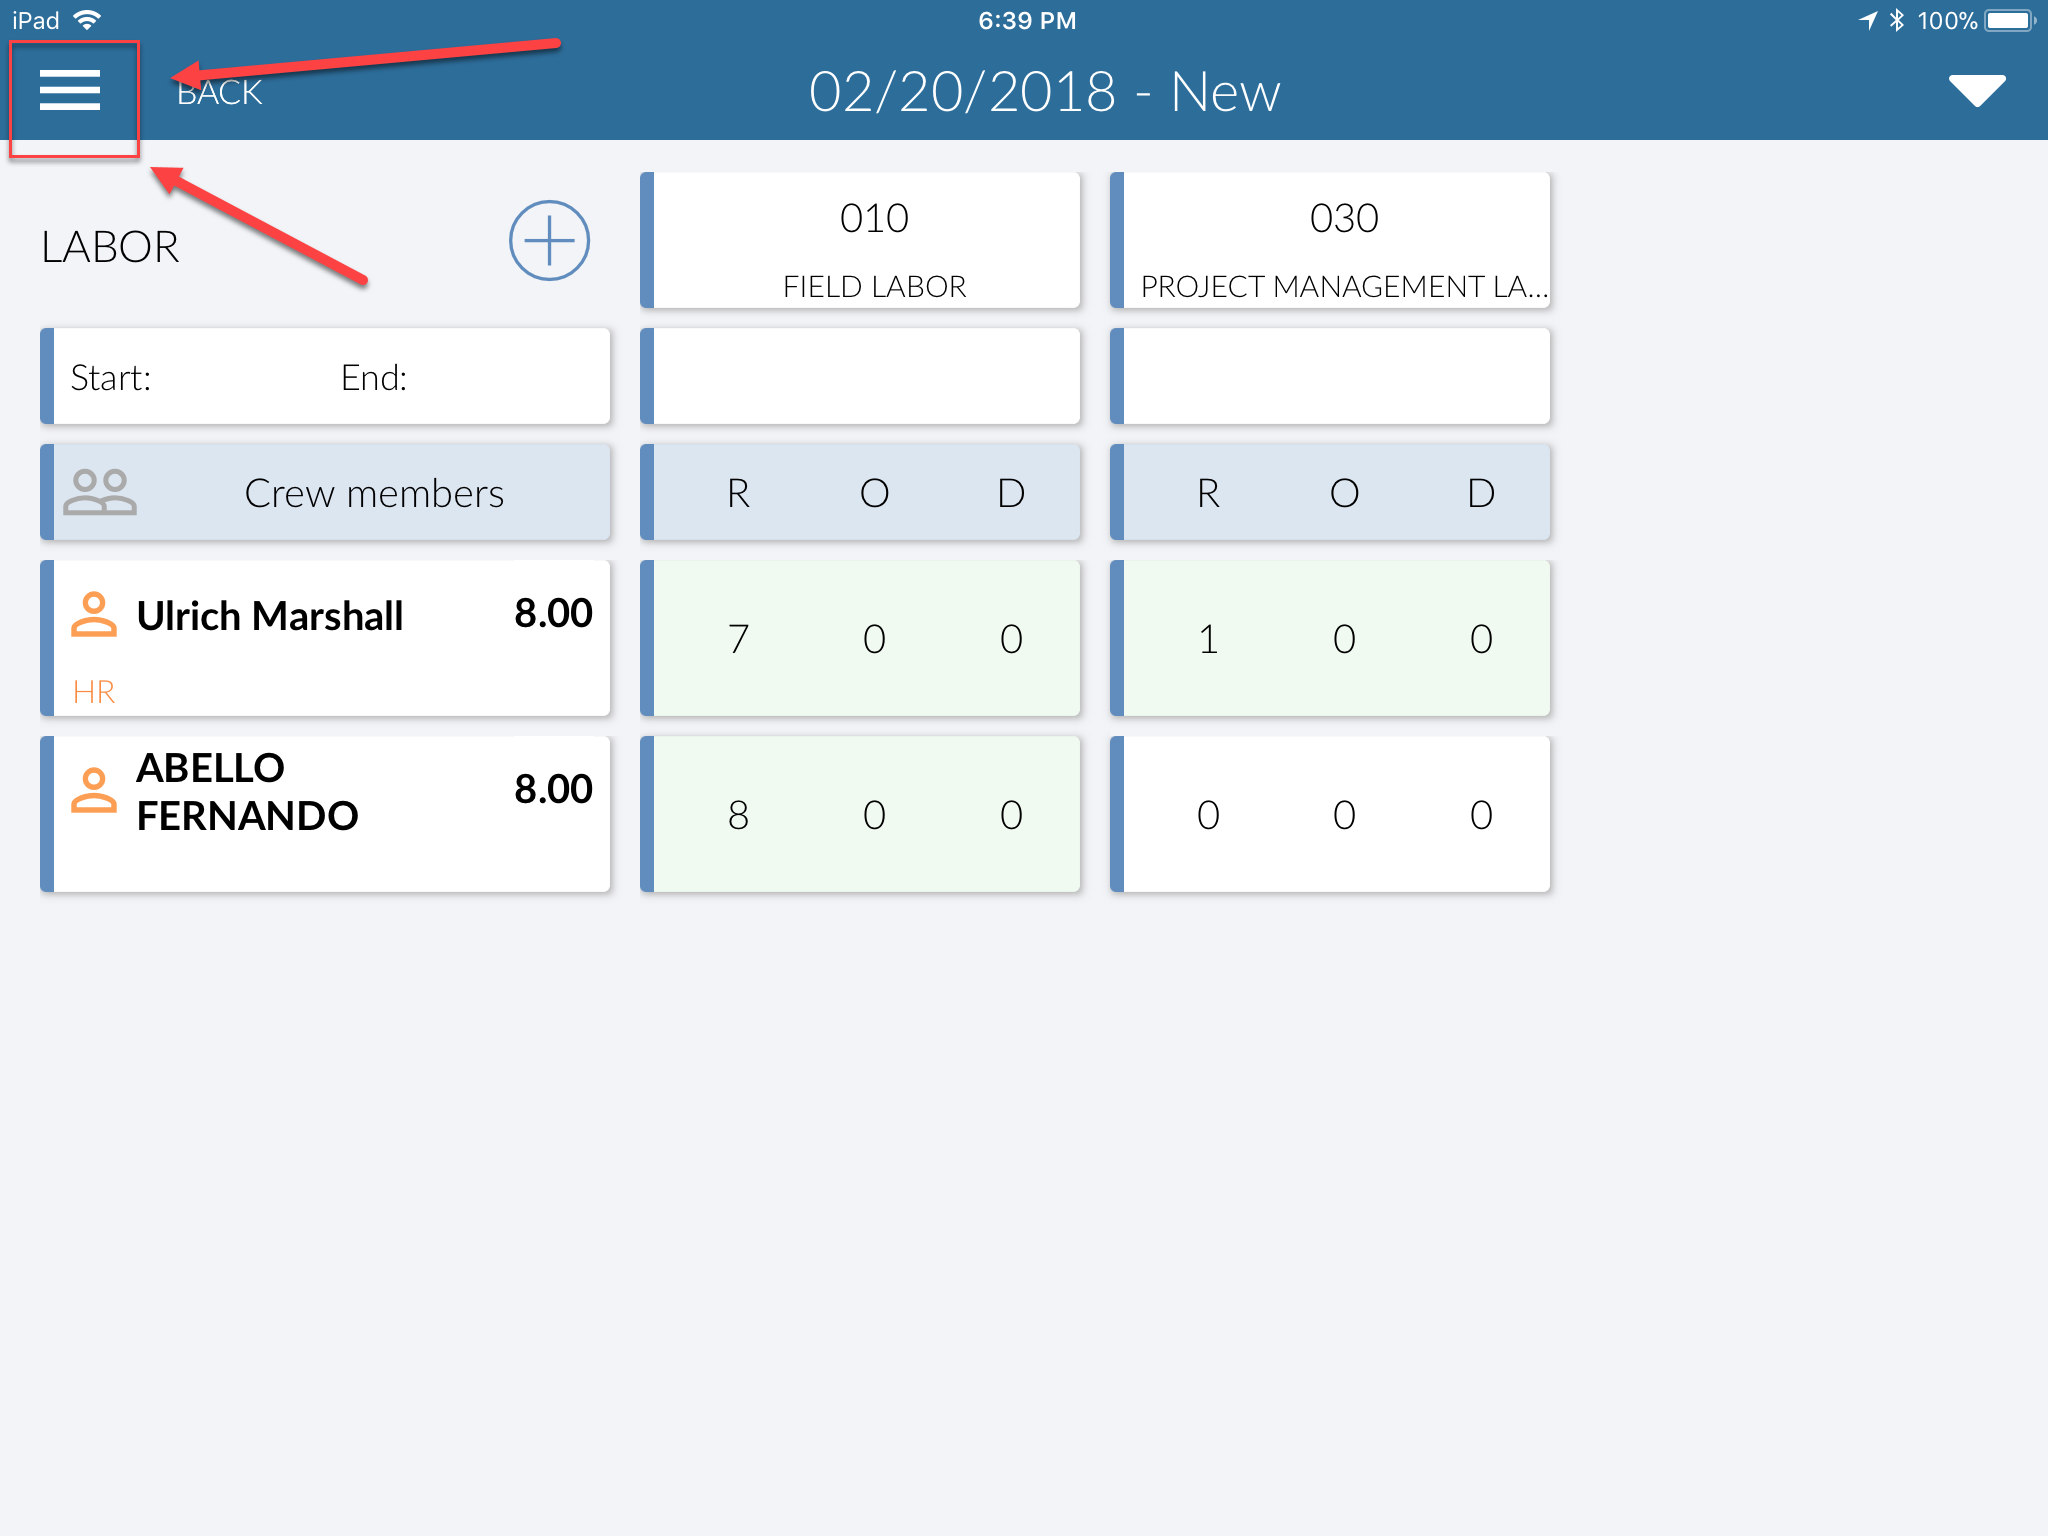 iPad 6:39 PM 100%
BACK 02/20/2018 - New
LABOR
010
FIELD LABOR
030
PROJECT MANAGEMENT LA...
Start: End:
Crew members R O D R O D
Ulrich Marshall 8.00 7 0 0 1 0 0
HR
ABELLO
FERNANDO 8.00 8 0 0 0 0 0